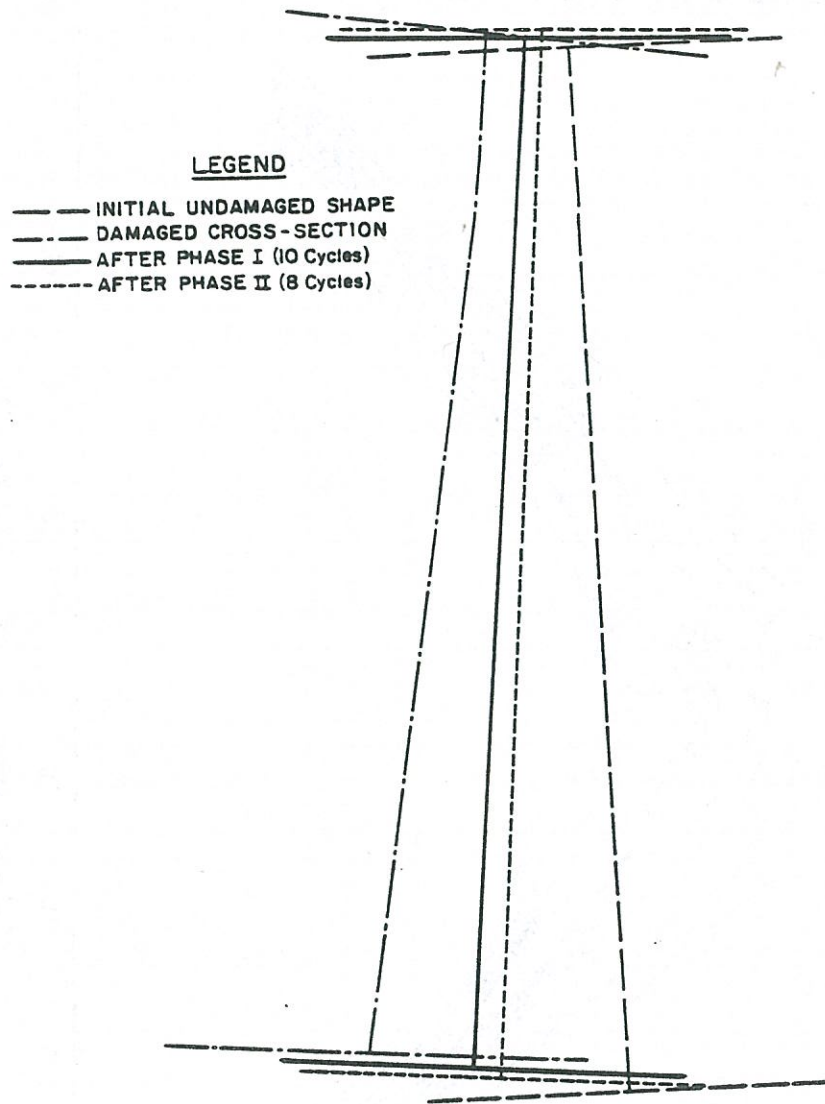 LEGEND
INITIAL UNDAMAGED SHAPE
DAMAGED CROSS-SECTION
AFTER PHASE I (10 Cycles)
AFTER PHASE II (8 Cycles)